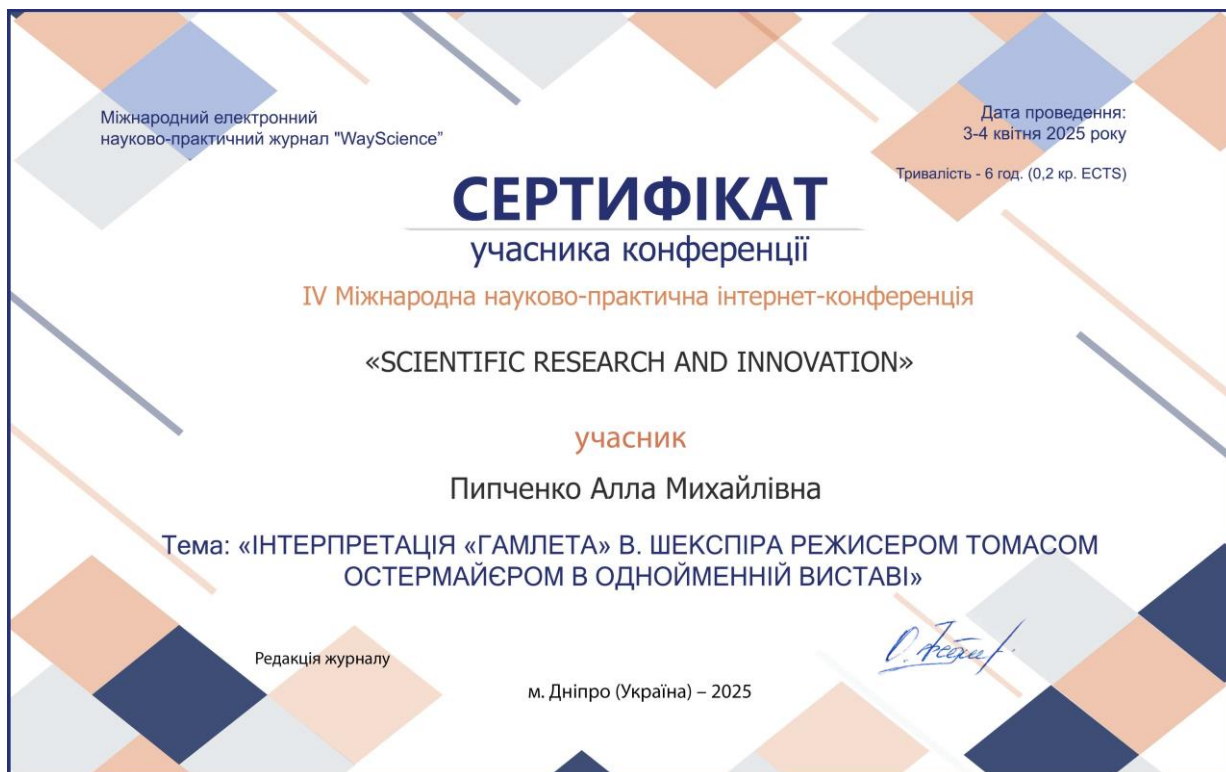 Міжнародний електронний
науково-практичний журнал "WayScience”
Дата проведення:
3-4 квітня 2025 року
Тривалість - 6 год. (0,2 кр. ECTS)
СЕРТИФІКАТ
учасника конференції
IV Міжнародна науково-практична інтернет-конференція
«SCIENTIFIC RESEARCH AND INNOVATION»
учасник
Пипченко Алла Михайлівна
Тема: «ІНТЕРПРЕТАЦІЯ «ГАМЛЕТА» В. ШЕКСПІРА РЕЖИСЕРОМ ТОМАСОМ
ОСТЕРМАЙЄРОМ В ОДНОЙМЕННІЙ ВИСТАВІ»
Редакція журналу
м. Дніпро (Україна) – 2025